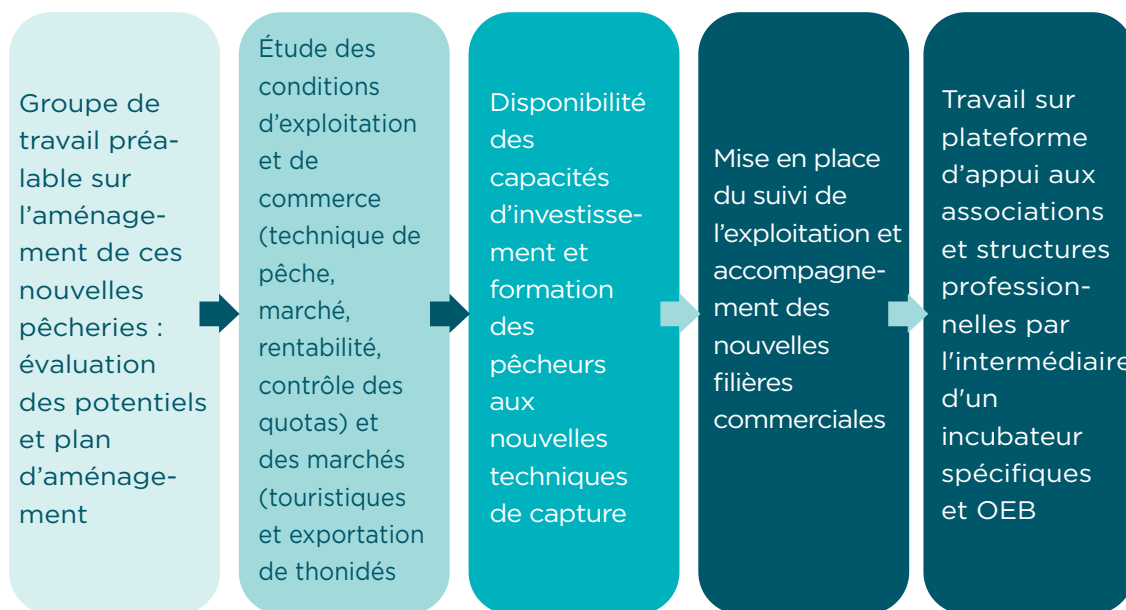 Groupe de
travail préa-
lable sur
l’aménage-
ment de ces
nouvelles
pêcheries :
évaluation
des potentiels
et plan
d’aménage-
ment
Étude des
conditions
d’exploitation
et de
commerce
(technique de
pêche,
marché,
rentabilité,
contrôle des
quotas) et
des marchés
(touristiques
et exportation
de thonidés
Disponibilité
des
capacités
d’investisse-
ment et
formation
des
pêcheurs
aux
nouvelles
techniques
de capture
Mise en place
du suivi de
l’exploitation et
accompagne-
ment des
nouvelles
filières
commerciales
Travail sur
plateforme
d’appui aux
associations
et structures
profession-
nelles par
l'intermédiaire
d'un
incubateur
spécifiques
et OEB